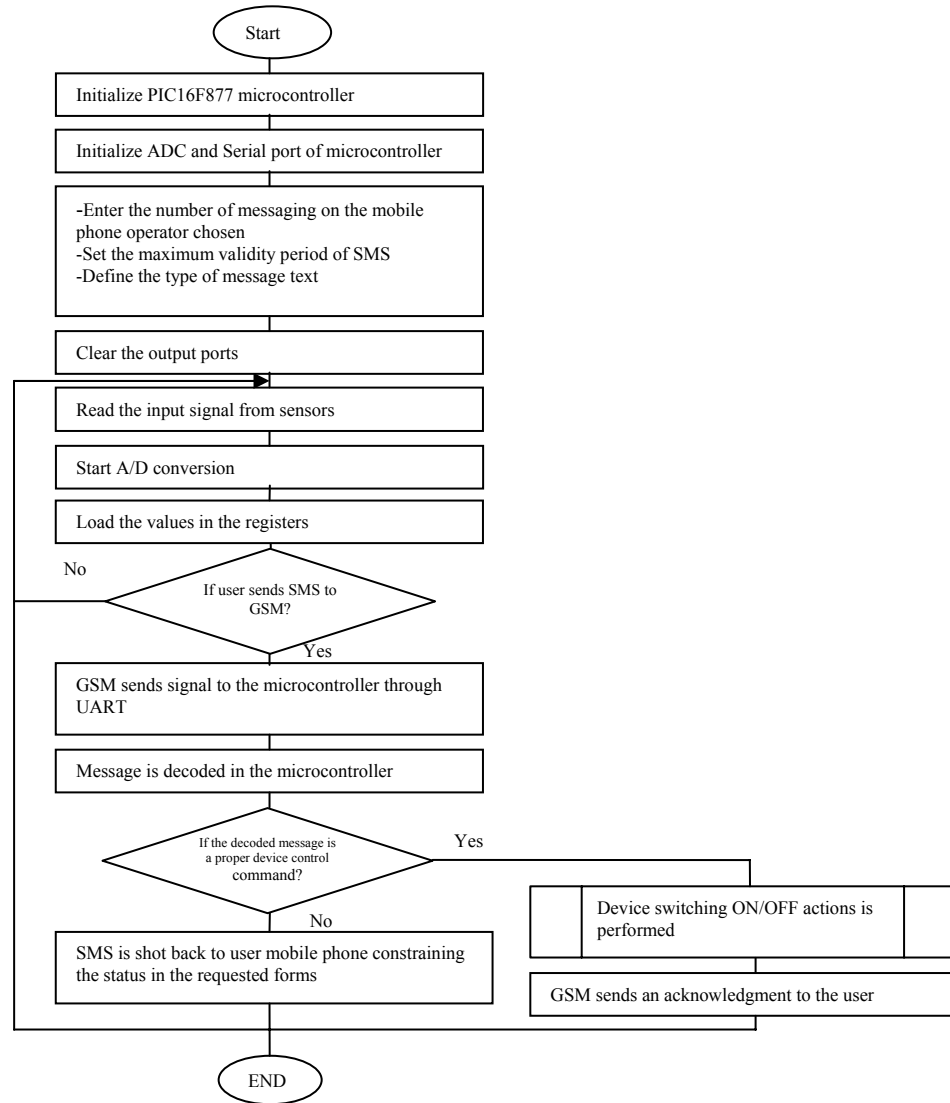 Start
Initialize PIC16F877 microcontroller
Initialize ADC and Serial port of microcontroller
-Enter the number of messaging on the mobile
phone operator chosen
-Set the maximum validity period of SMS
-Define the type of message text
Clear the output ports
Read the input signal from sensors
Start A/D conversion
Load the values in the registers
No
If user sends SMS to
GSM?
Yes
GSM sends signal to the microcontroller through
UART
Message is decoded in the microcontroller
If the decoded message is
a proper device control
command?
Yes
Device switching ON/OFF actions is
performed
No
SMS is shot back to user mobile phone constraining
the status in the requested forms
GSM sends an acknowledgment to the user
END